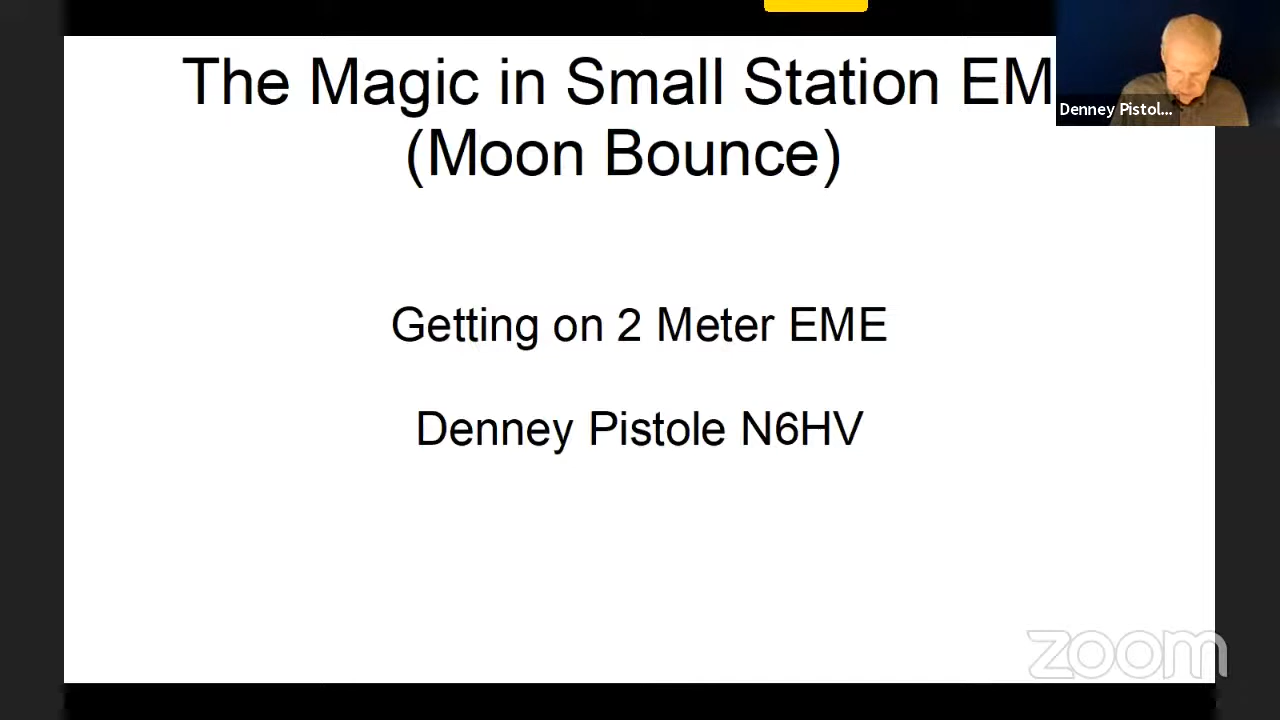 The Magic in Small Station EM
(Moon Bounce)
Denney Pistol...
Getting on 2 Meter EME
Denney Pistole N6HV
zoom